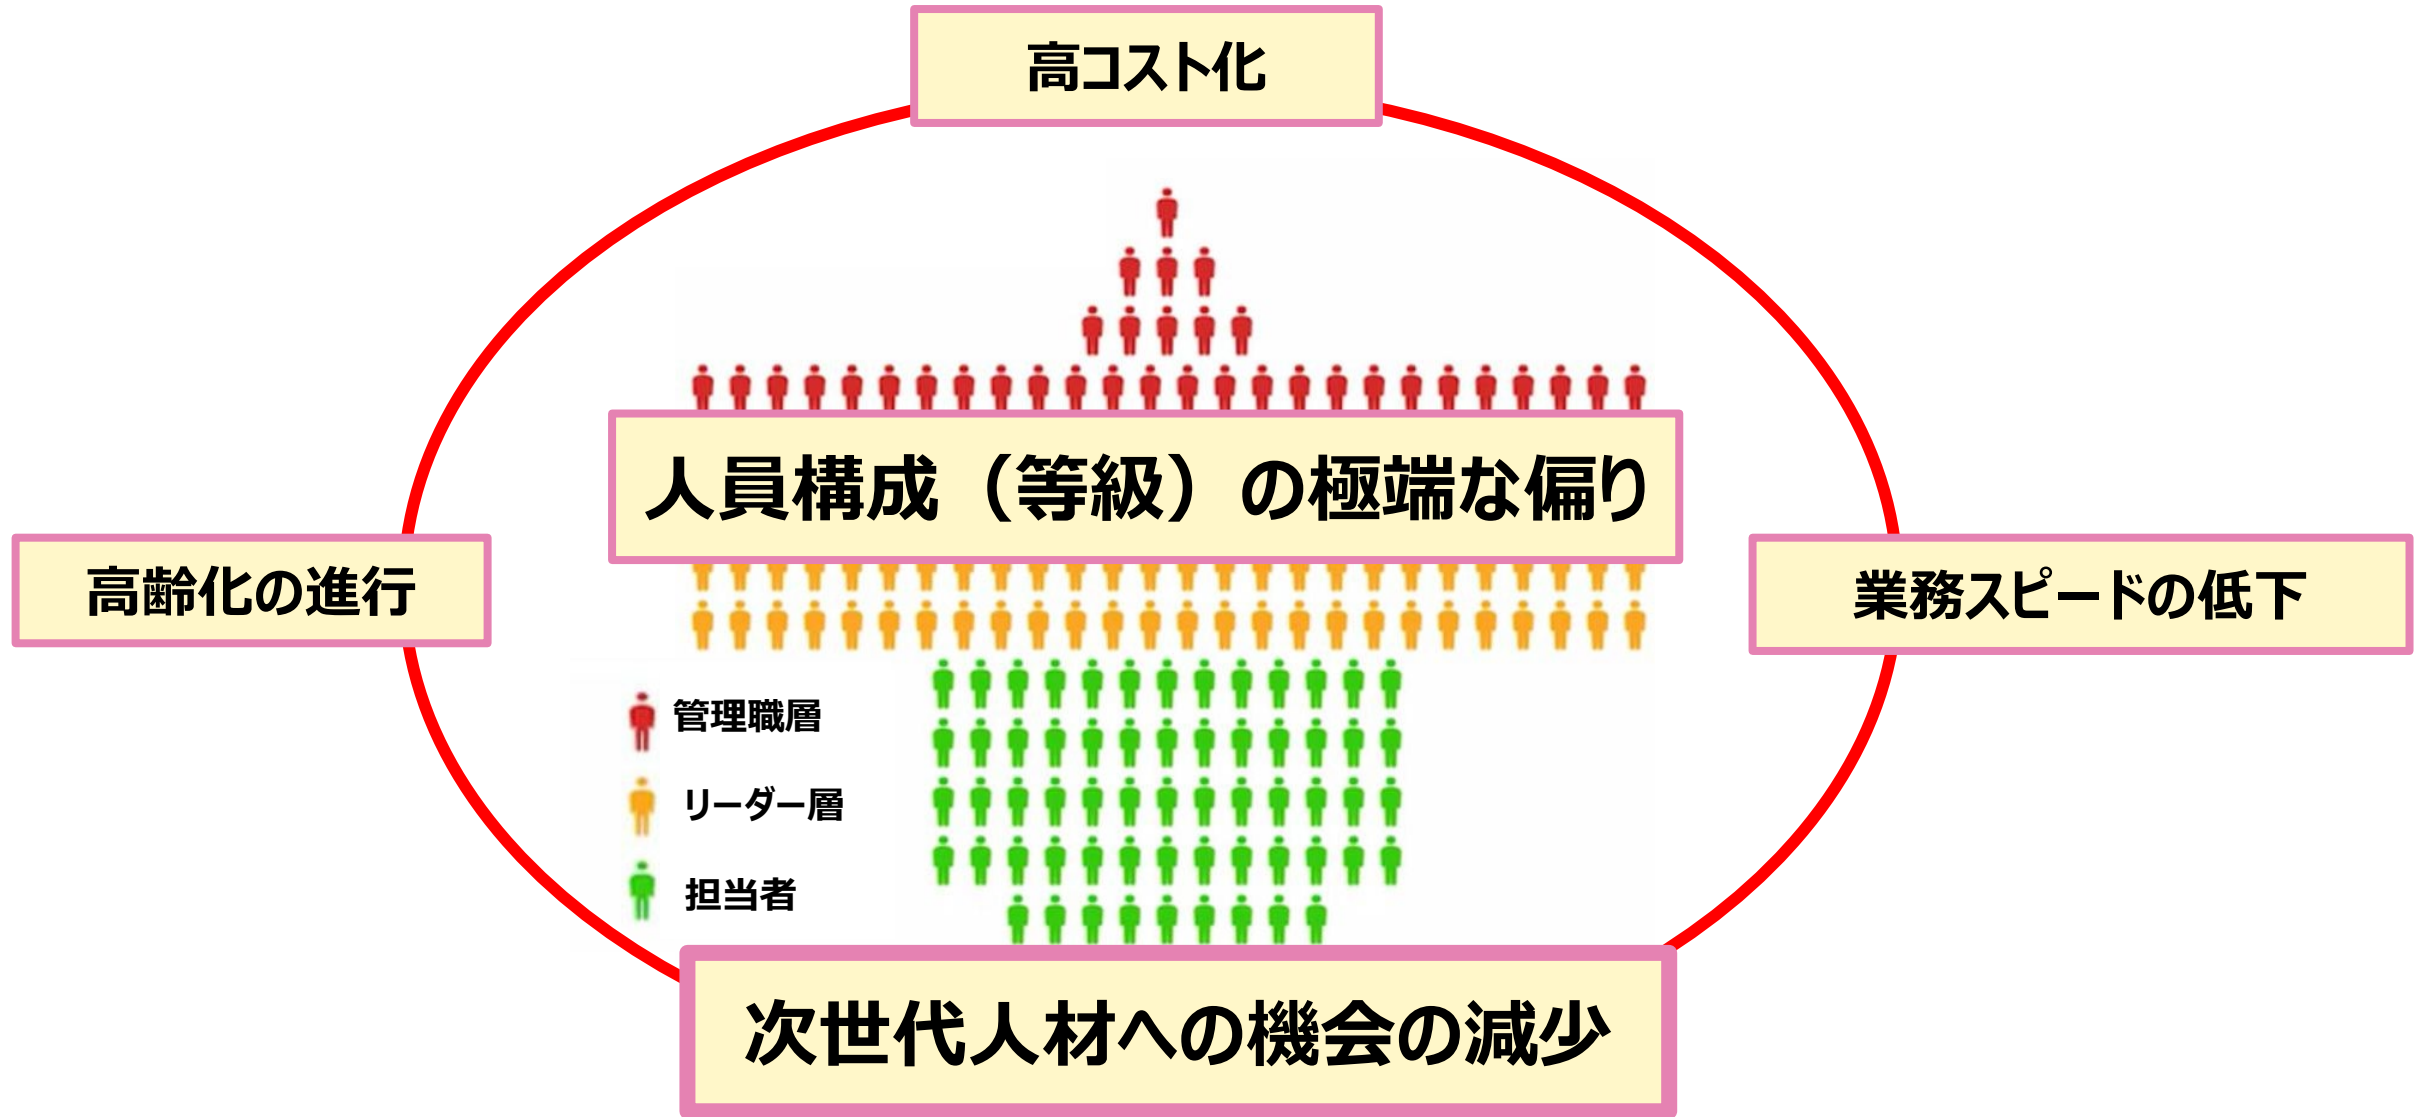 高コスト化
人員構成（等級）の極端な偏り
高齢化の進行
業務スピードの低下
管理職層
リーダー層
担当者
次世代人材への機会の減少